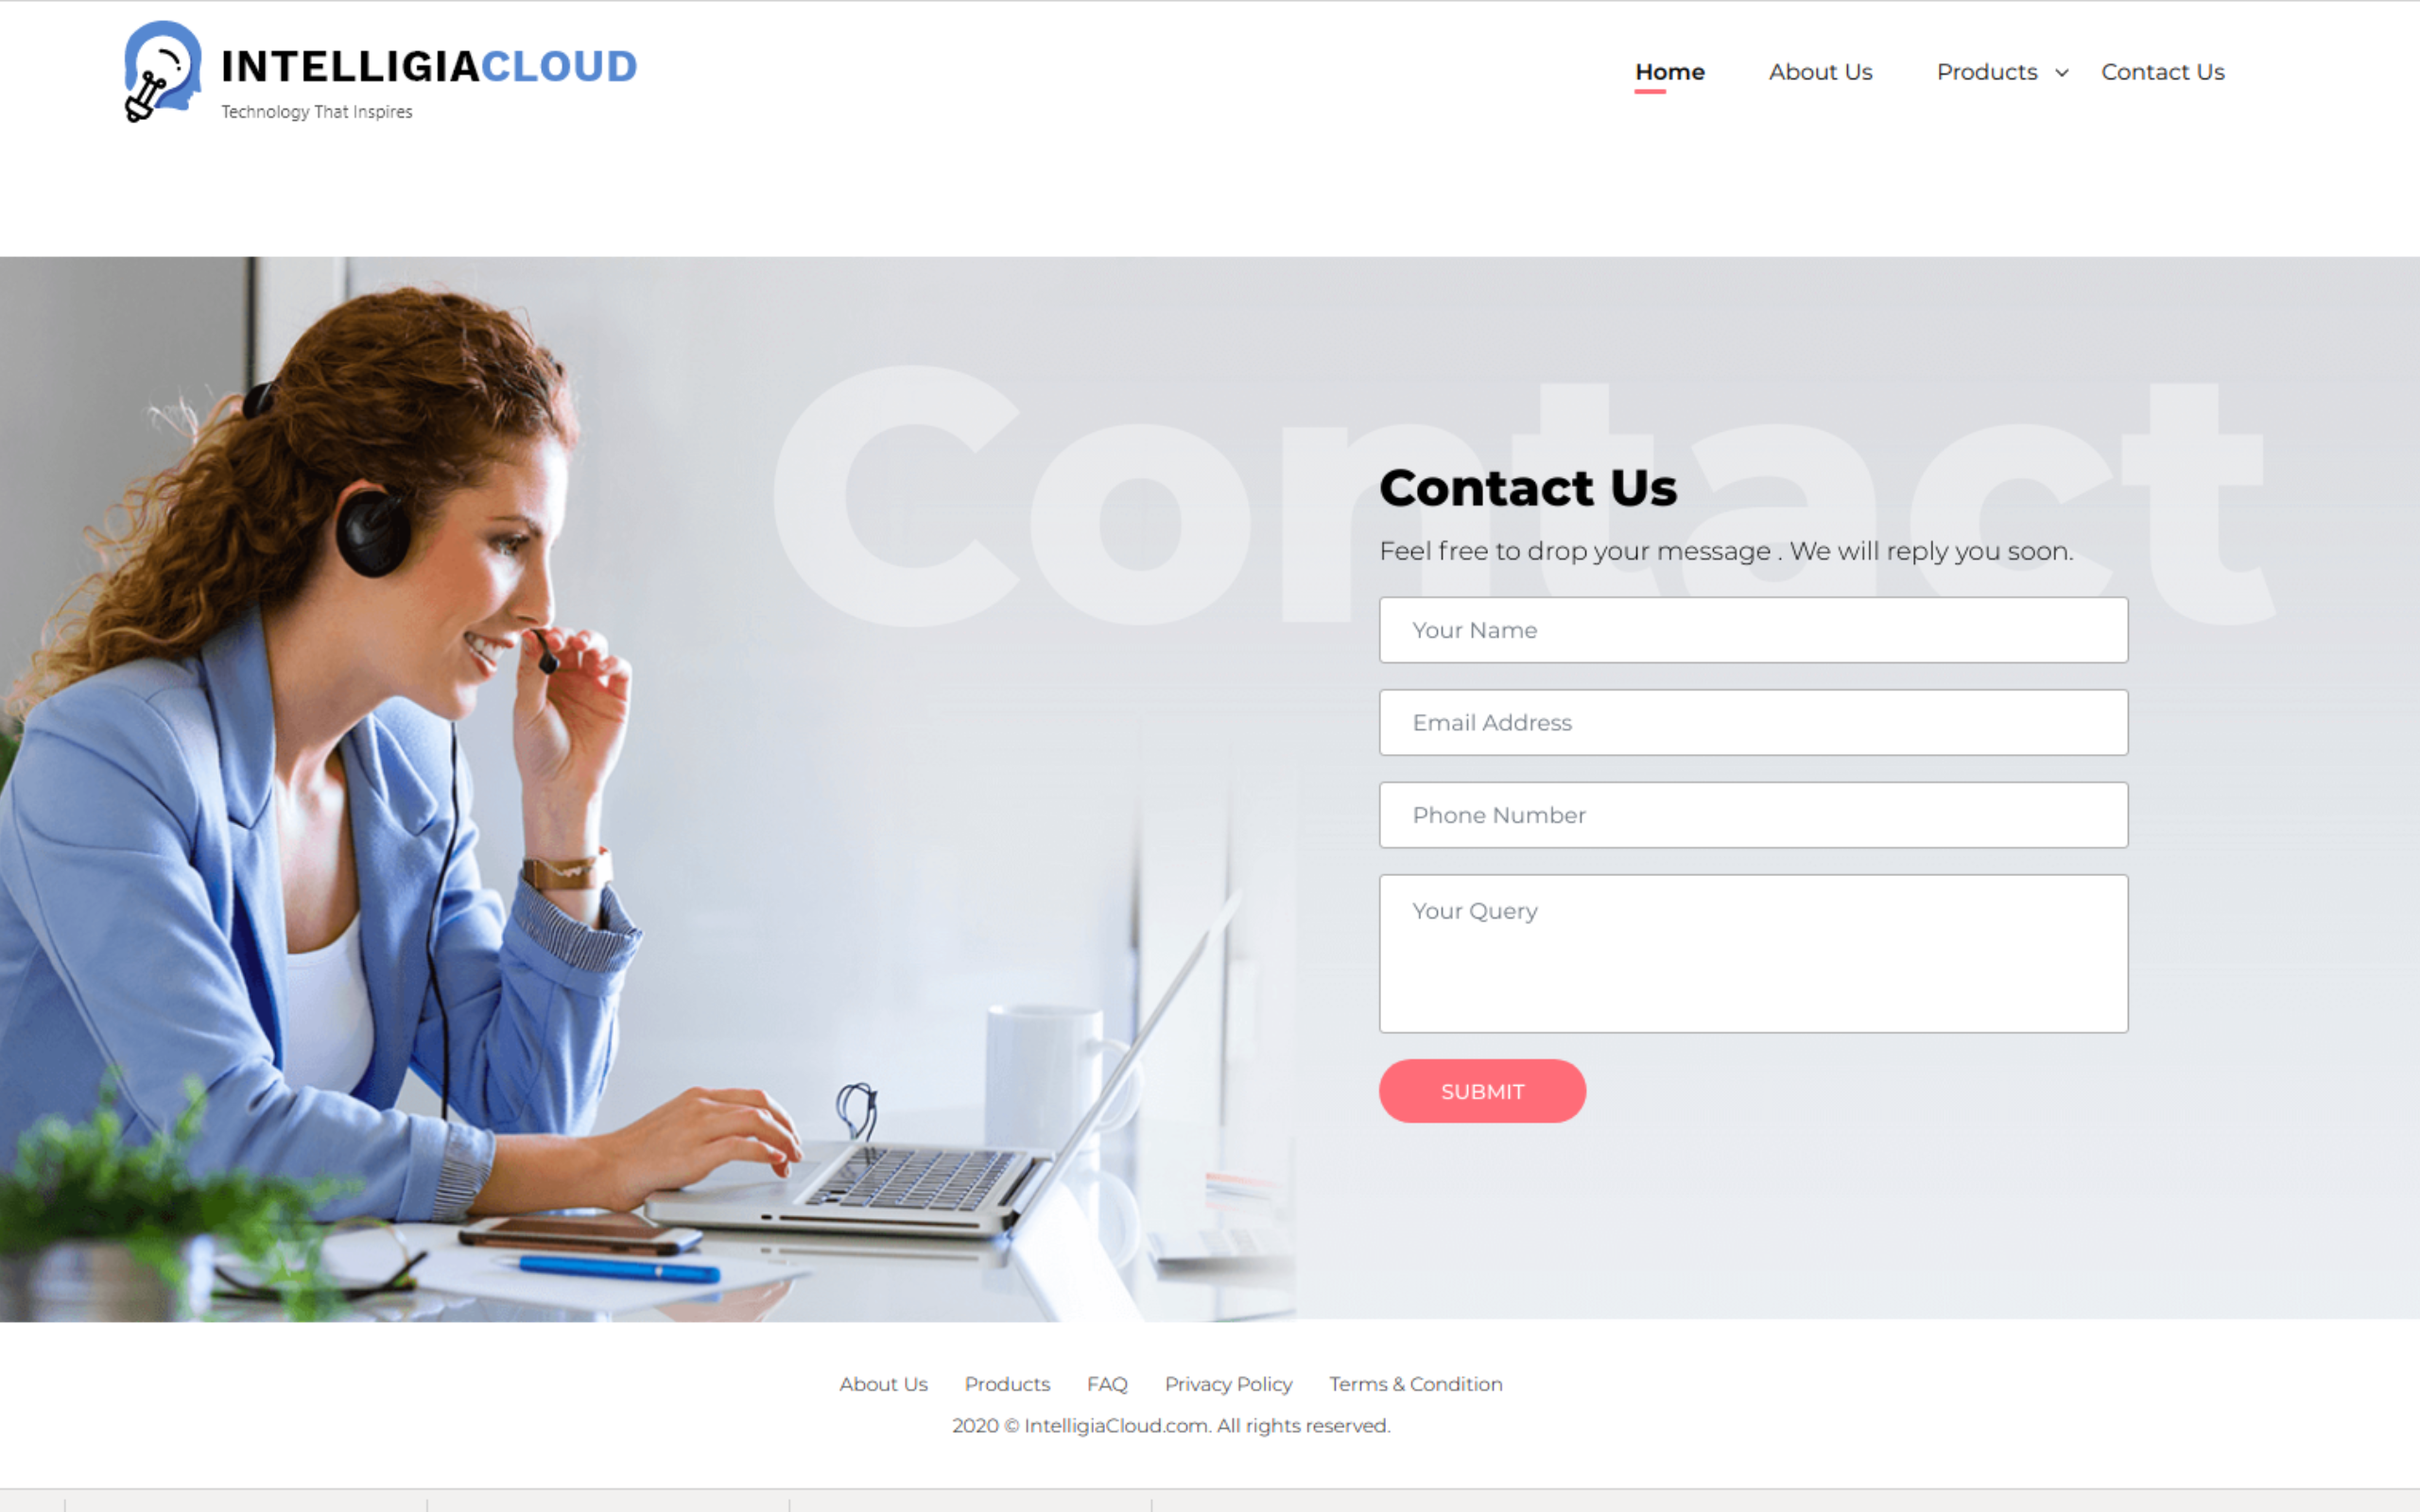 INTELLIGIACLOUD
Technology That Inspires
Home About Us Products Contact Us
Contact
Contact Us
Feel free to drop your message . We will reply you soon.
Your Name
Email Address
Phone Number
Your Query
SUBMIT
About Us Products FAQ Privacy Policy Terms & Condition
2020 © IntelligiaCloud.com. All rights reserved.